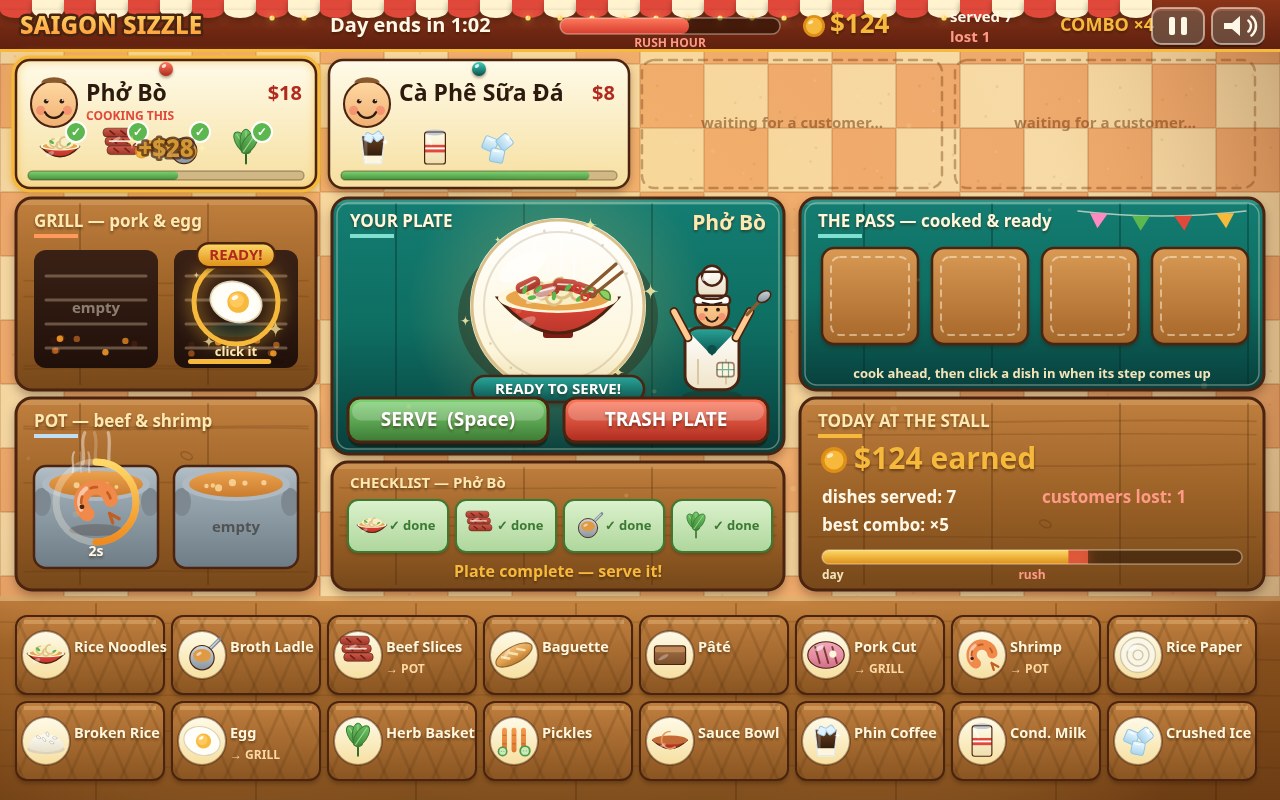 SAIGON SIZZLE
Day ends in 1:02
RUSH HOUR
$124
served 7
lost 1
COMBO ×4
Phở Bò
$18
COOKING THIS
+$28
Cà Phê Sữa Đá
$8
waiting for a customer...
waiting for a customer...
GRILL — pork & egg
empty
READY!
click it
YOUR PLATE
Phở Bò
READY TO SERVE!
SERVE (Space)
TRASH PLATE
THE PASS — cooked & ready
cook ahead, then click a dish in when its step comes up
POT — beef & shrimp
2s
empty
CHECKLIST — Phở Bò
✓ done
✓ done
✓ done
✓ done
Plate complete — serve it!
TODAY AT THE STALL
$124 earned
dishes served: 7
customers lost: 1
best combo: ×5
day
rush
Rice Noodles
Broth Ladle
Beef Slices
→ POT
Baguette
Pâté
Pork Cut
→ GRILL
Shrimp
→ POT
Rice Paper
Broken Rice
Egg
→ GRILL
Herb Basket
Pickles
Sauce Bowl
Phin Coffee
Cond. Milk
Crushed Ice